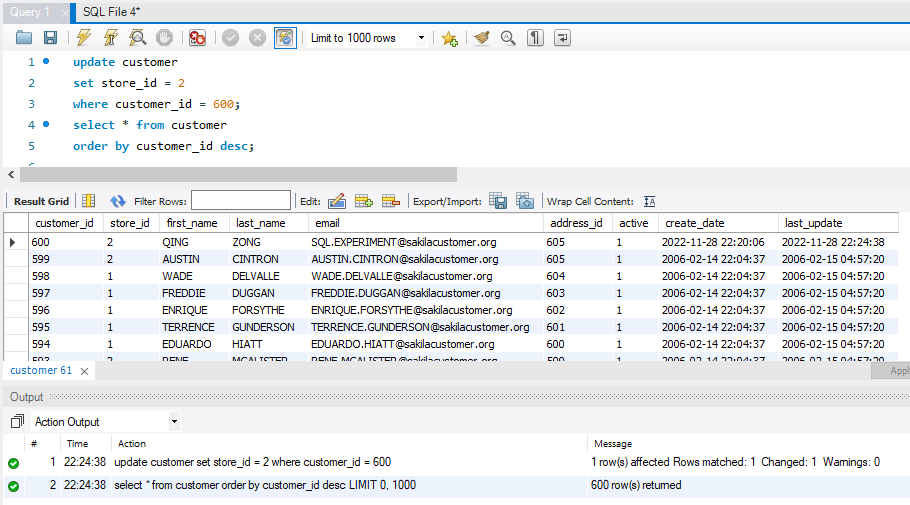 Query 1 SQL File 4*
Limit to 1000 rows
1 update customer
2 set store_id = 2
3 where customer_id = 600;
4 select * from customer
5 order by customer_id desc;
Result Grid Filter Rows: Edit: Export/Import: Wrap Cell Content:
customer_id store_id first_name last_name email address_id active create_date last_update
600 2 QING ZONG SQL.EXPERIMENT@sakilacustomer.org 605 1 2022-11-28 22:20:06 2022-11-28 22:24:38
599 2 AUSTIN CINTRON AUSTIN.CINTRON@sakilacustomer.org 605 1 2006-02-14 22:04:37 2006-02-15 04:57:20
598 1 WADE DELVALLE WADE.DELVALLE@sakilacustomer.org 604 1 2006-02-14 22:04:37 2006-02-15 04:57:20
597 1 FREDDIE DUGGAN FREDDIE.DUGGAN@sakilacustomer.org 603 1 2006-02-14 22:04:37 2006-02-15 04:57:20
596 1 ENRIQUE FORSYTHE ENRIQUE.FORSYTHE@sakilacustomer.org 602 1 2006-02-14 22:04:37 2006-02-15 04:57:20
595 1 TERRENCE GUNDERSON TERRENCE.GUNDERSON@sakilacustomer.org 601 1 2006-02-14 22:04:37 2006-02-15 04:57:20
594 1 EDUARDO HIATT EDUARDO.HIATT@sakilacustomer.org 600 1 2006-02-14 22:04:37 2006-02-15 04:57:20
customer 61 Apply
Output
Action Output
# Time Action Message
1 22:24:38 update customer set store_id = 2 where customer_id = 600 1 row(s) affected Rows matched: 1 Changed: 1 Warnings: 0
2 22:24:38 select * from customer order by customer_id desc LIMIT 0, 1000 600 row(s) returned